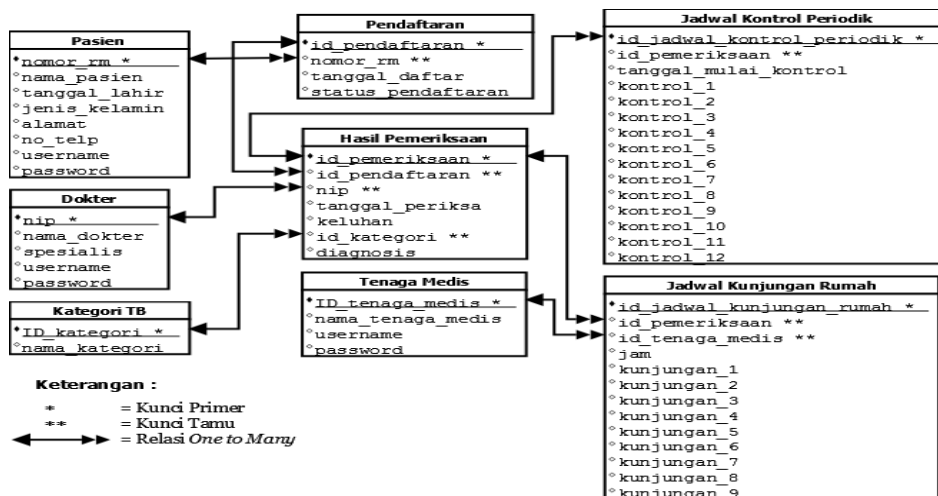 Pasien
nomor_rm *
nama_pasien
tanggal_lahir
jenis_kelamin
alamat
no_telp
username
password
Dokter
nip *
nama_dokter
spesialis
username
password
Kategori TB
ID_kategori *
nama_kategori
Pendaftaran
id_pendaftaran *
nomor_rm **
tanggal_daftar
status_pendaftaran
Hasil Pemeriksaan
id_pemeriksaan *
id_pendaftaran **
nip **
tanggal_periksa
keluhan
id_kategori **
diagnosis
Tenaga Medis
ID_tenaga_medis *
nama_tenaga_medis
username
password
Jadwal Kontrol Periodik
id_jadwal_kontrol_periodik *
id_pemeriksaan **
tanggal_mulai_kontrol
kontrol_1
kontrol_2
kontrol_3
kontrol_4
kontrol_5
kontrol_6
kontrol_7
kontrol_8
kontrol_9
kontrol_10
kontrol_11
kontrol_12
Jadwal Kunjungan Rumah
id_jadwal_kunjungan_rumah *
id_pemeriksaan **
id_tenaga_medis **
jam
kunjungan_1
kunjungan_2
kunjungan_3
kunjungan_4
kunjungan_5
kunjungan_6
kunjungan_7
kunjungan_8
kunjungan_9
Keterangan :
* = Kunci Primer
** = Kunci Tamu
= Relasi One to Many